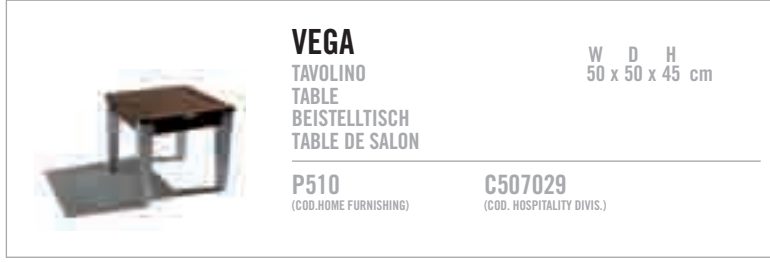 VEGA
TAVOLINO
TABLE
BEISTELLTISCH
TABLE DE SALON
W D H
50 x 50 x 45 cm
P510
(COD.HOME FURNISHING)
C507029
(COD. HOSPITALITY DIVIS.)